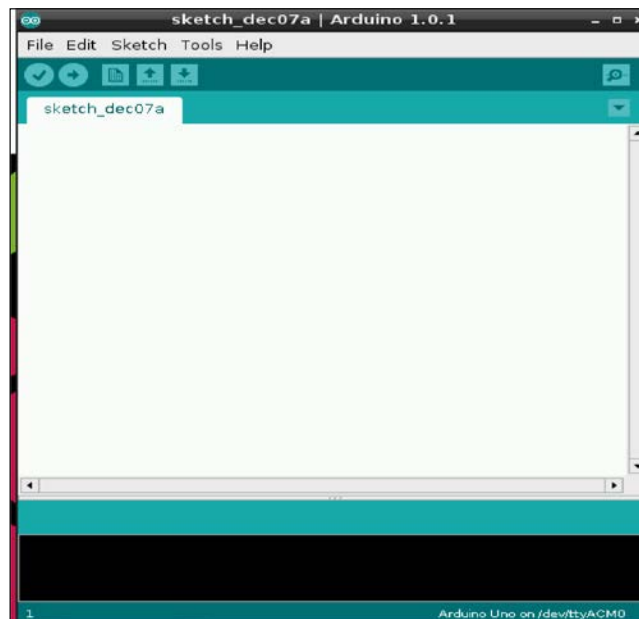 sketch_dec07a | Arduino 1.0.1
File Edit Sketch Tools Help
sketch_dec07a
1
Arduino Uno on /dev/ttyACM0